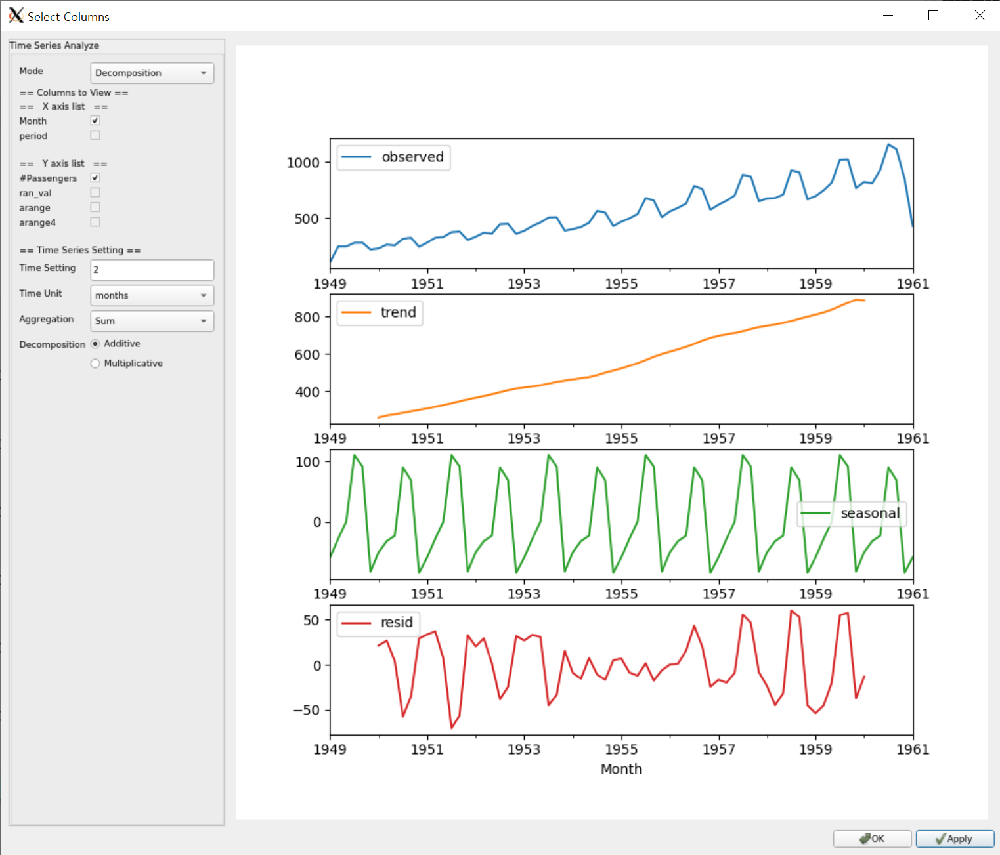 Select Columns
Time Series Analyze
Mode
Decomposition
== Columns to View ==
== X axis list ==
Month
period
== Y axis list ==
#Passengers
ran_val
arange
arange4
== Time Series Setting ==
Time Setting
2
Time Unit
months
Aggregation
Sum
Decomposition
Additive
Multiplicative
observed
1000
500
1949 1951 1953 1955 1957 1959 1961
trend
800
600
400
1949 1951 1953 1955 1957 1959 1961
100
0
seasonal
1949 1951 1953 1955 1957 1959 1961
resid
50
0
−50
1949 1951 1953 1955 1957 1959 1961
Month
OK
Apply